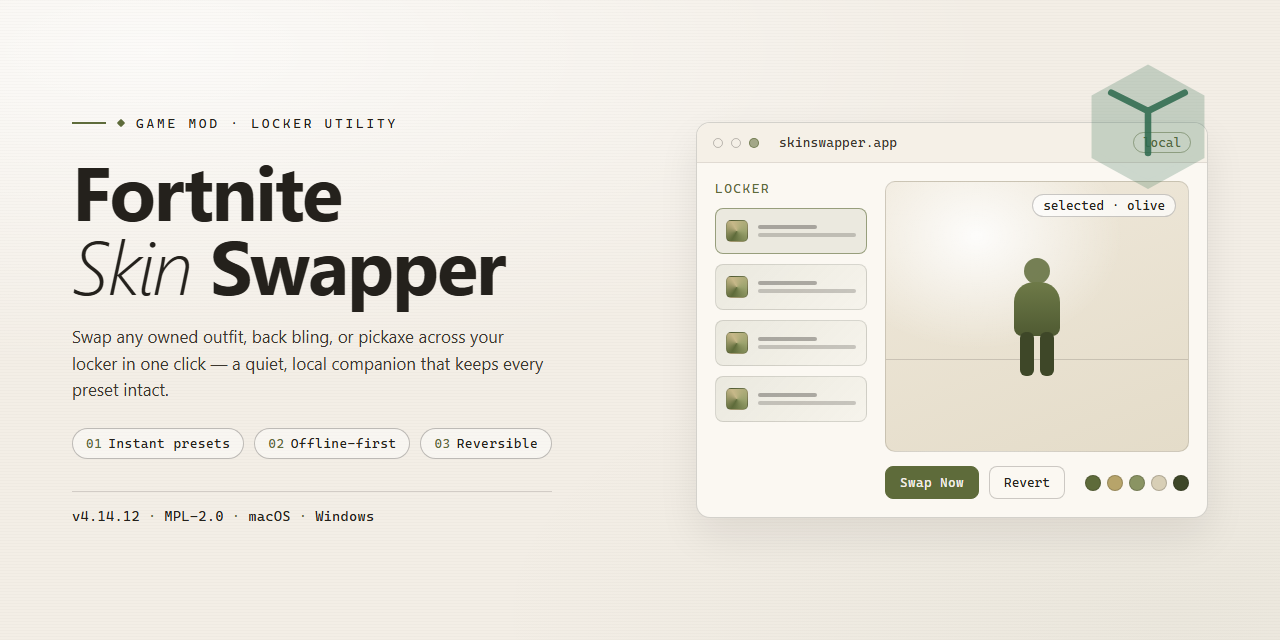 GAME MOD · LOCKER UTILITY
Fortnite
Skin Swapper
Swap any owned outfit, back bling, or pickaxe across your
locker in one click — a quiet, local companion that keeps every
preset intact.
01 Instant presets
02 Offline-first
03 Reversible
v4.14.12 · MPL-2.0 · macOS · Windows
skinswapper.app
local
LOCKER
selected · olive
Swap Now
Revert